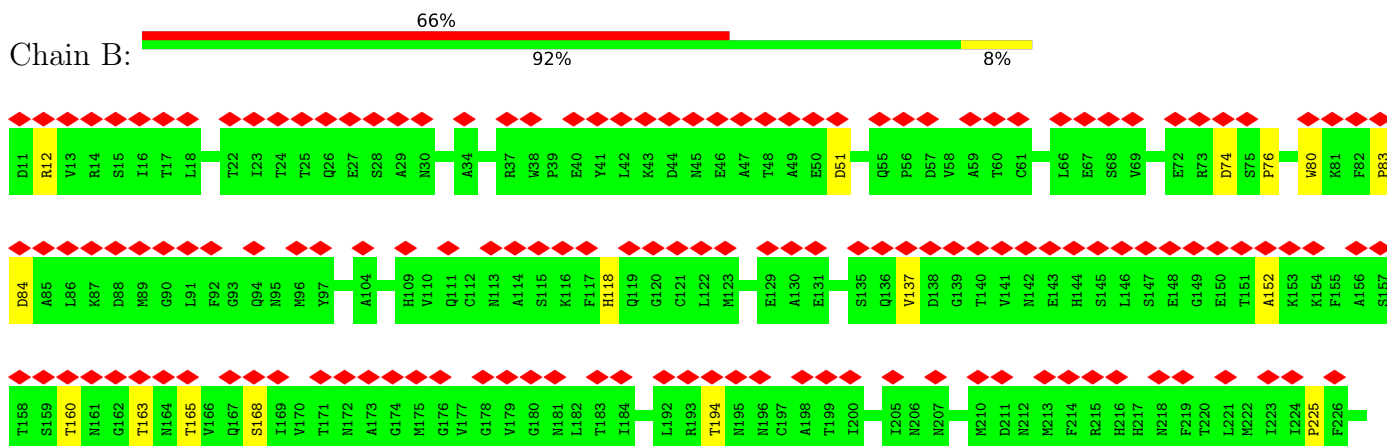 66%
Chain B:
92% 8%
D11 R12 V13 R14 S15 I16 T17 L18 T22 I23 T24 T25 Q26 E27 S28 A29 N30 A34 R37 W38 P39 E40 Y41 L42 K43 D44 N45 E46 A47 T48 A49 E50 D51 Q55 P56 D57 V58 A59 T60 C61 L66 E67 S68 V69 E72 R73 D74 S75 P76 W80 K81 F82 P83
D84 A85 L86 K87 D88 M89 G90 L91 F92 G93 Q94 N95 M96 Y97 A104 H109 V110 Q111 C112 N113 A114 S115 K116 F117 H118 Q119 G120 G121 L122 M123 E129 A130 E131 S135 Q136 V137 D138 G139 T140 V141 N142 E143 H144 S145 L146 S147 E148 G149 E150 T151 A152 K153 K154 F155 A156 S157
T158 S159 T160 N161 G162 T163 N164 T165 V166 Q167 S168 I169 V170 T171 N172 A173 G174 M175 G176 V177 G178 V179 G180 N181 L182 T183 I184 L192 R193 T194 N195 N196 C197 A198 T199 I200 I205 N206 N207 M210 D211 N212 M213 F214 R215 H216 H217 N218 F219 T220 L221 M222 I223 I224 P225 F226